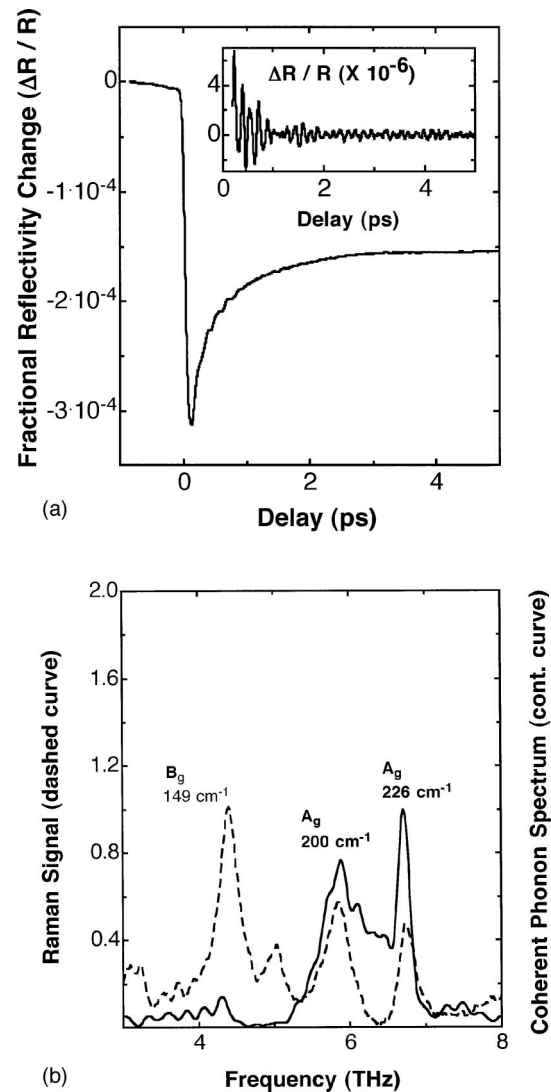 Fractional Reflectivity Change (ΔR / R)
0
-1·10⁻⁴
-2·10⁻⁴
-3·10⁻⁴
4
0
ΔR / R (X 10⁻⁶)
0 2 4
Delay (ps)
0 2 4
Delay (ps)
(a)
Raman Signal (dashed curve)
Coherent Phonon Spectrum (cont. curve)
2.0
1.6
1.2
0.8
0.4
Bg
149 cm⁻¹
Ag
200 cm⁻¹
Ag
226 cm⁻¹
4 6 8
Frequency (THz)
(b)